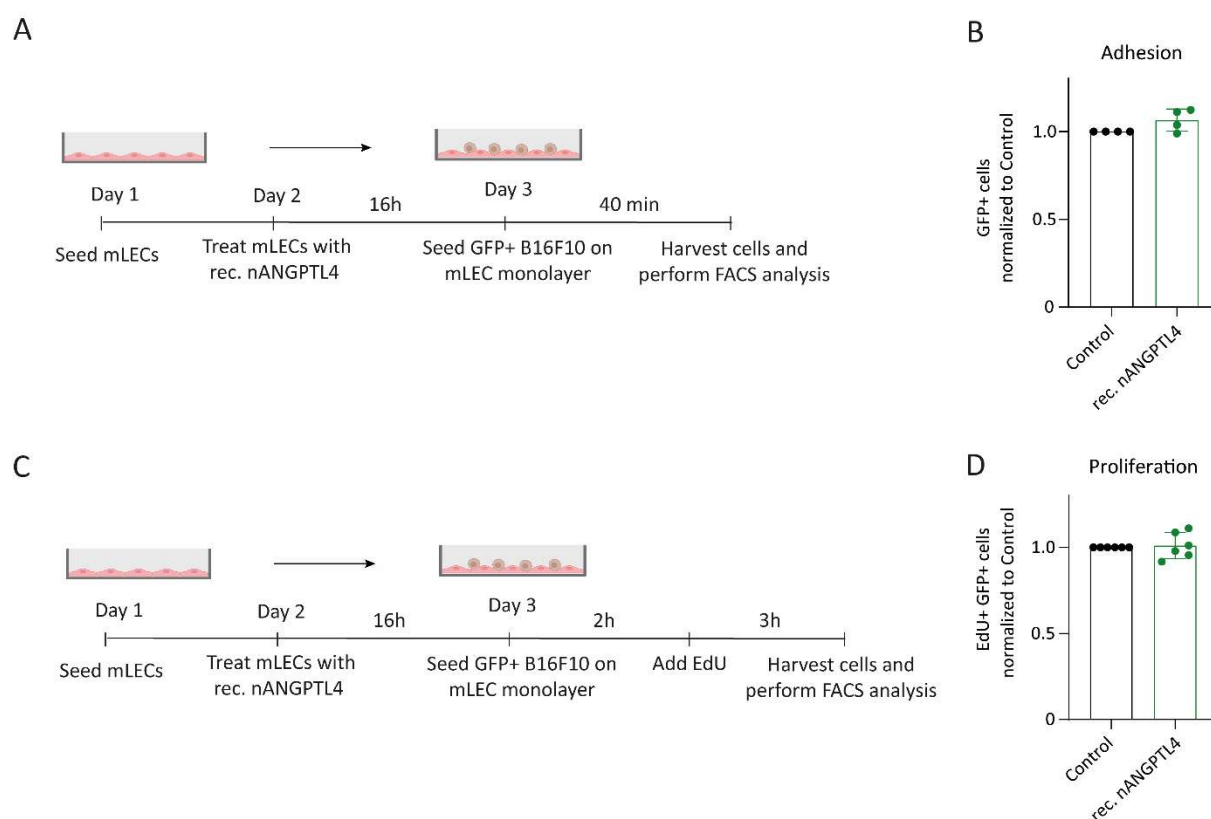 A
Day 1
Day 2
16h
Day 3
40 min
Seed mLECs
Treat mLECs with
rec. nANGPTL4
Seed GFP+ B16F10 on
mLEC monolayer
Harvest cells and
perform FACS analysis
B
Adhesion
GFP+ cells
normalized to Control
1.0
0.5
0
Control
rec. nANGPTL4
C
Day 1
Day 2
16h
Day 3
2h
3h
Seed mLECs
Treat mLECs with
rec. nANGPTL4
Seed GFP+ B16F10 on
mLEC monolayer
Add EdU
Harvest cells and
perform FACS analysis
D
Proliferation
EdU+ GFP+ cells
normalized to Control
1.0
0.5
0
Control
rec. nANGPTL4